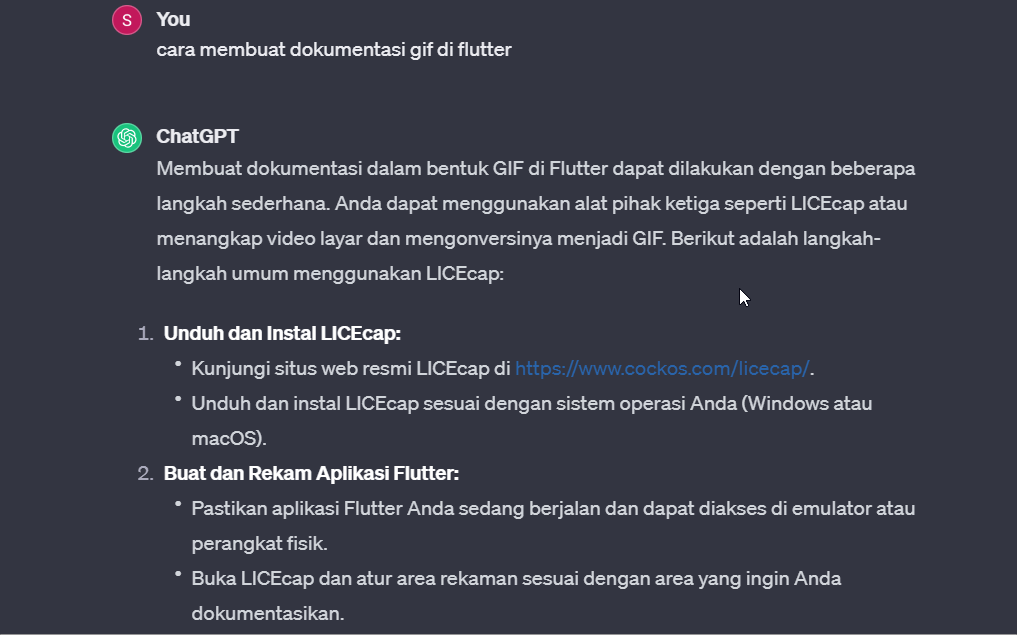 S You
cara membuat dokumentasi gif di flutter
ChatGPT
Membuat dokumentasi dalam bentuk GIF di Flutter dapat dilakukan dengan beberapa
langkah sederhana. Anda dapat menggunakan alat pihak ketiga seperti LICEcap atau
menangkap video layar dan mengonversinya menjadi GIF. Berikut adalah langkah-
langkah umum menggunakan LICEcap:
1. Unduh dan Instal LICEcap:
• Kunjungi situs web resmi LICEcap di https://www.cockos.com/licecap/.
• Unduh dan instal LICEcap sesuai dengan sistem operasi Anda (Windows atau
macOS).
2. Buat dan Rekam Aplikasi Flutter:
• Pastikan aplikasi Flutter Anda sedang berjalan dan dapat diakses di emulator atau
perangkat fisik.
• Buka LICEcap dan atur area rekaman sesuai dengan area yang ingin Anda
dokumentasikan.